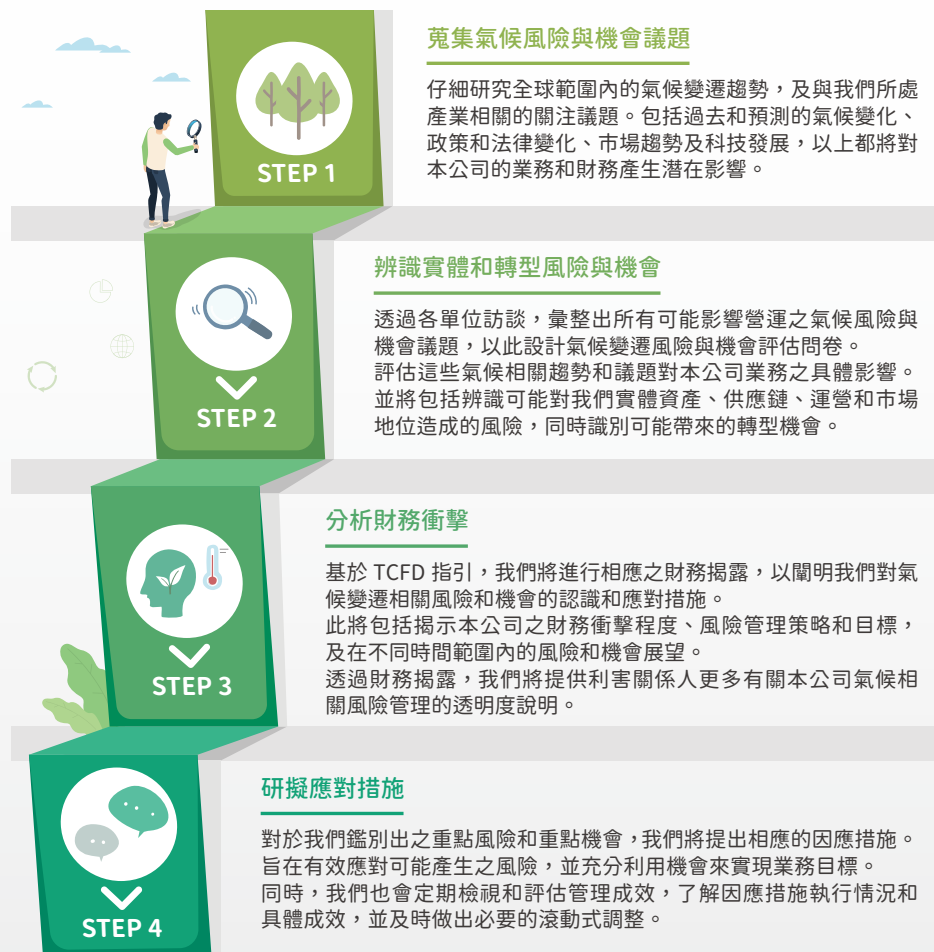 STEP 1
蒐集氣候風險與機會議題
仔細研究全球範圍內的氣候變遷趨勢，及與我們所處
產業相關的關注議題。包括過去和預測的氣候變化、
政策和法律變化、市場趨勢及科技發展，以上都將對
本公司的業務和財務產生潛在影響。
STEP 2
辨識實體和轉型風險與機會
透過各單位訪談，彙整出所有可能影響營運之氣候風險與
機會議題，以此設計氣候變遷風險與機會評估問卷。
評估這些氣候相關趨勢和議題對本公司業務之具體影響。
並將包括辨識可能對我們實體資產、供應鏈、運營和市場
地位造成的風險，同時識別可能帶來的轉型機會。
STEP 3
分析財務衝擊
基於 TCFD 指引，我們將進行相應之財務揭露，以闡明我們對氣
候變遷相關風險和機會的認識和應對措施。
此將包括揭示本公司之財務衝擊程度、風險管理策略和目標，
及在不同時間範圍內的風險和機會展望。
透過財務揭露，我們將提供利害關係人更多有關本公司氣候相
關風險管理的透明度說明。
STEP 4
研擬應對措施
對於我們鑑別出之重點風險和重點機會，我們將提出相應的因應措施。
旨在有效應對可能產生之風險，並充分利用機會來實現業務目標。
同時，我們也會定期檢視和評估管理成效，了解因應措施執行情況和
具體成效，並及時做出必要的滾動式調整。